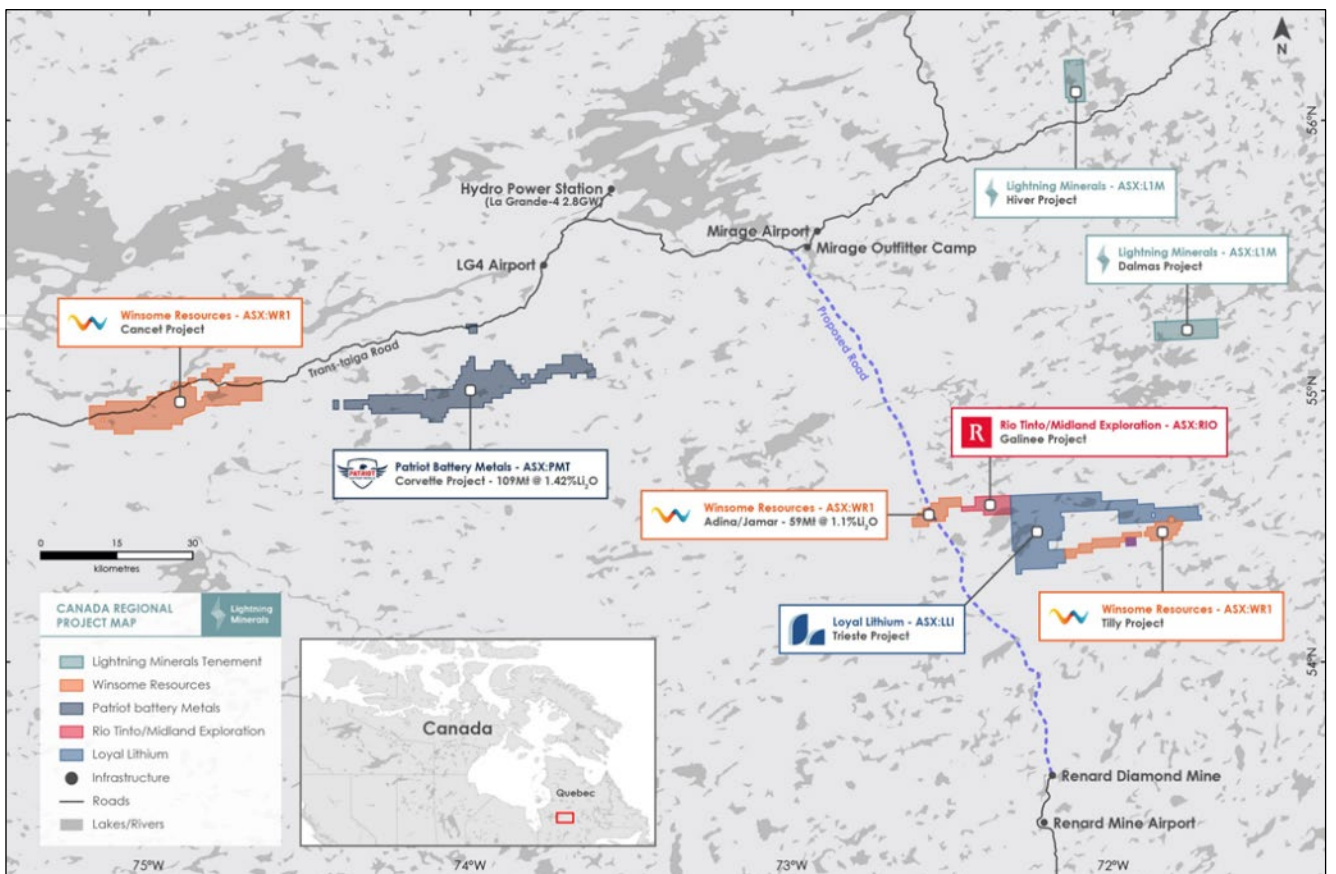 N
56°N
Lightning Minerals - ASX:L1M
Hiver Project
Hydro Power Station
(La Grande-4 2.8GW)
Mirage Airport
Mirage Outfitter Camp
LG4 Airport
Lightning Minerals - ASX:L1M
Dalmas Project
Winsome Resources - ASX:WR1
Cancet Project
Trans-taiga Road
Proposed Road
55°N
Rio Tinto/Midland Exploration - ASX:RIO
Galinee Project
R
PATRIOT
Patriot Battery Metals - ASX:PMT
Corvette Project - 109Mt @ 1.42%Li₂O
Winsome Resources - ASX:WR1
Adina/Jamar - 59Mt @ 1.1%Li₂O
0 15 30
kilometres
Loyal Lithium - ASX:LLI
Trieste Project
Winsome Resources - ASX:WR1
Tilly Project
54°N
CANADA REGIONAL
PROJECT MAP
Lightning
Minerals
Lightning Minerals Tenement
Winsome Resources
Patriot battery Metals
Rio Tinto/Midland Exploration
Loyal Lithium
Infrastructure
Roads
Lakes/Rivers
Canada
Quebec
Renard Diamond Mine
Renard Mine Airport
75°W
74°W
73°W
72°W